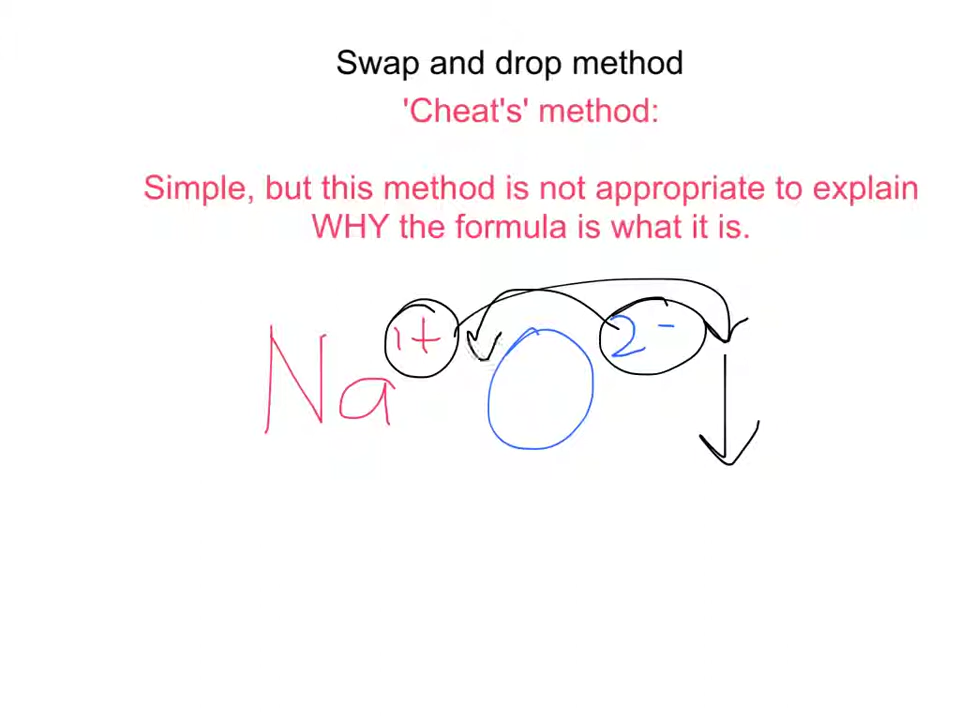 Swap and drop method
'Cheat's' method:
Simple, but this method is not appropriate to explain
WHY the formula is what it is.
Na 1+ O 2-